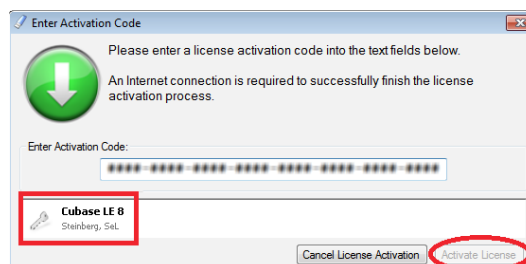 Enter Activation Code
Please enter a license activation code into the text fields below.
An Internet connection is required to successfully finish the license
activation process.
Enter Activation Code:
####-####-####-####-####-####-####-####
Cubase LE 8
Steinberg, SeL
Cancel License Activation
Activate License